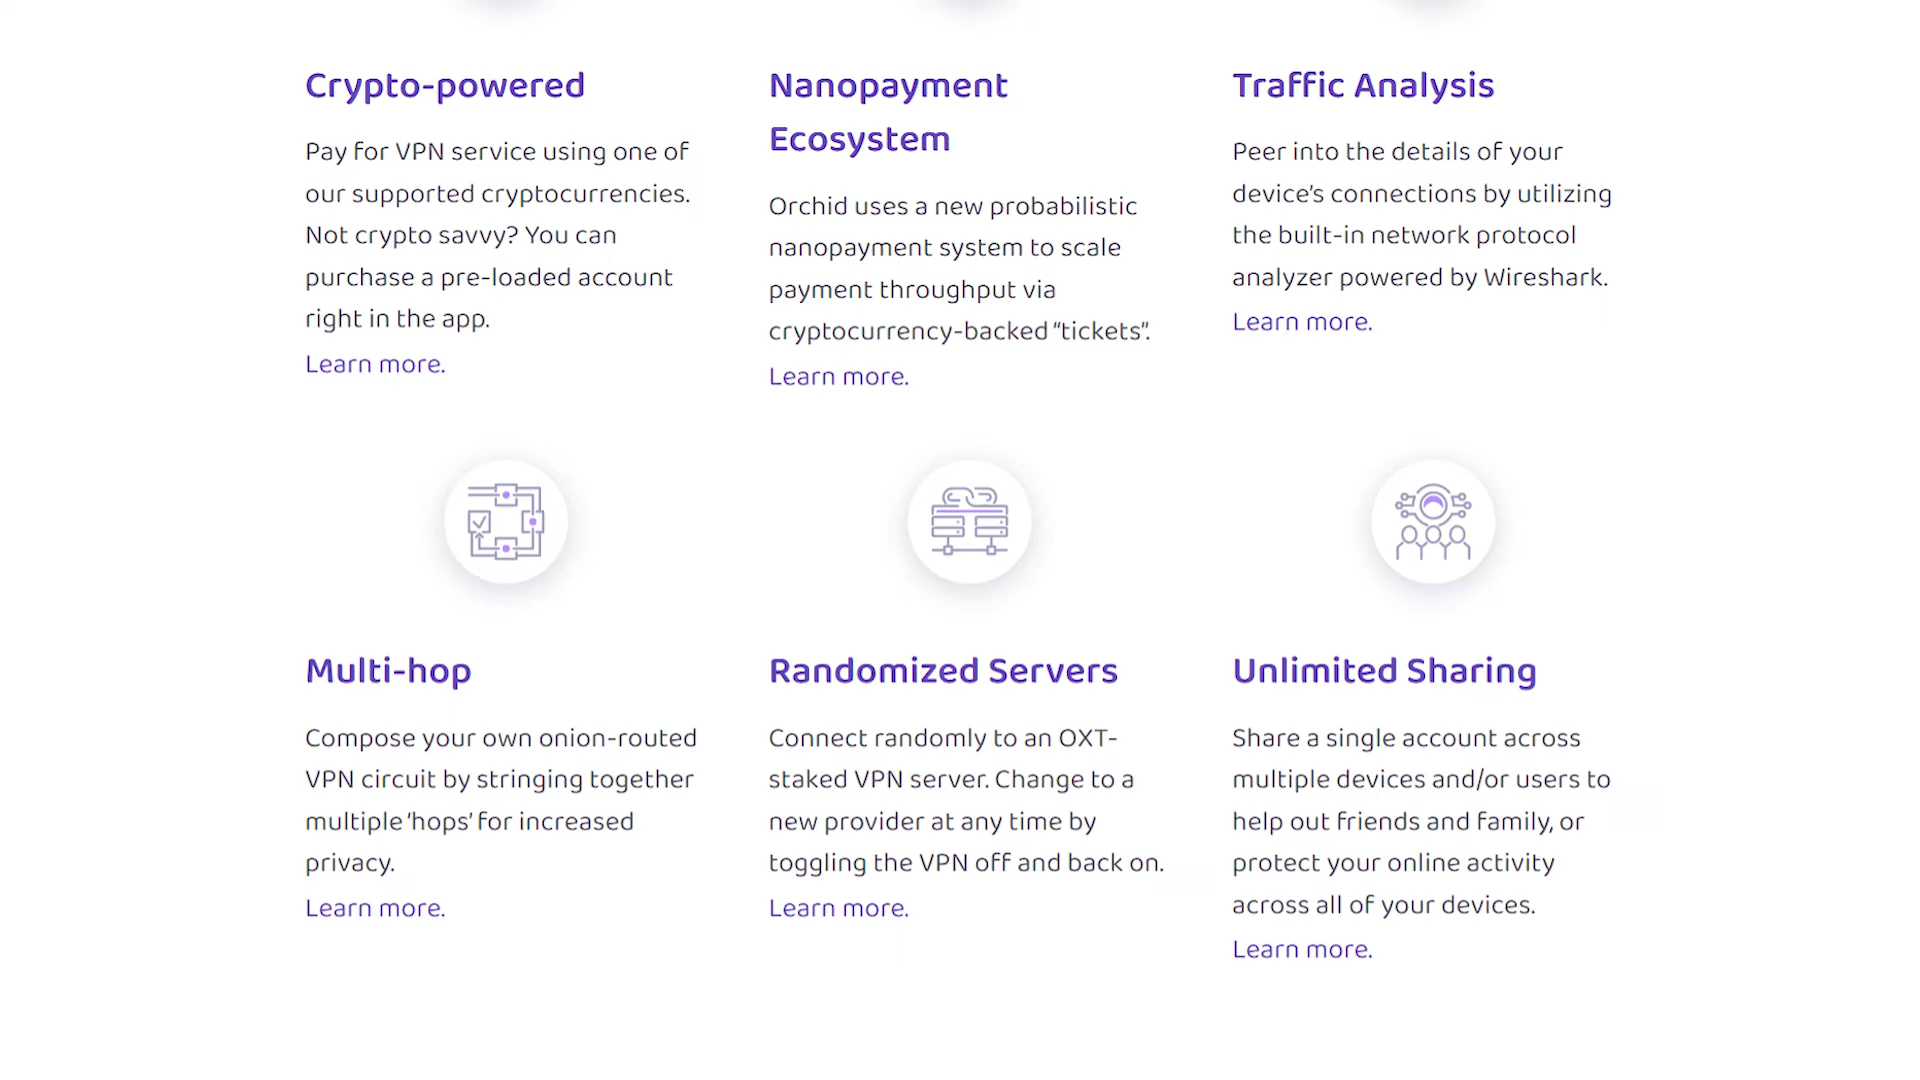 Crypto-powered
Pay for VPN service using one of
our supported cryptocurrencies.
Not crypto savvy? You can
purchase a pre-loaded account
right in the app.
Learn more.
Nanopayment
Ecosystem
Orchid uses a new probabilistic
nanopayment system to scale
payment throughput via
cryptocurrency-backed “tickets”.
Learn more.
Traffic Analysis
Peer into the details of your
device’s connections by utilizing
the built-in network protocol
analyzer powered by Wireshark.
Learn more.
Multi-hop
Compose your own onion-routed
VPN circuit by stringing together
multiple ‘hops’ for increased
privacy.
Learn more.
Randomized Servers
Connect randomly to an OXT-
staked VPN server. Change to a
new provider at any time by
toggling the VPN off and back on.
Learn more.
Unlimited Sharing
Share a single account across
multiple devices and/or users to
help out friends and family, or
protect your online activity
across all of your devices.
Learn more.